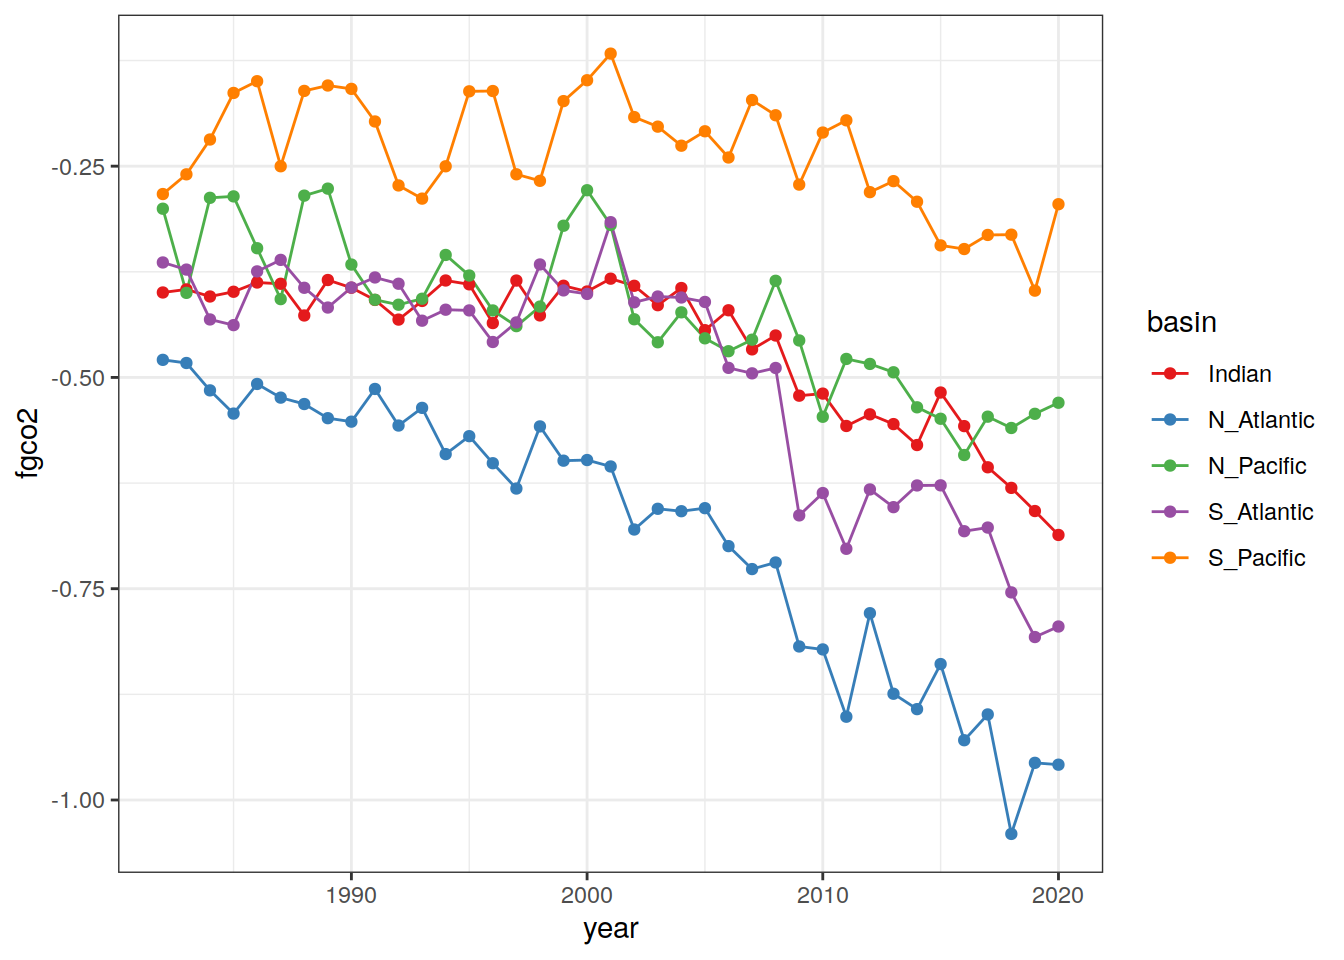 -0.25
-0.50
-0.75
-1.00
fgco2
1990
2000
2010
2020
year
basin
Indian
N_Atlantic
N_Pacific
S_Atlantic
S_Pacific